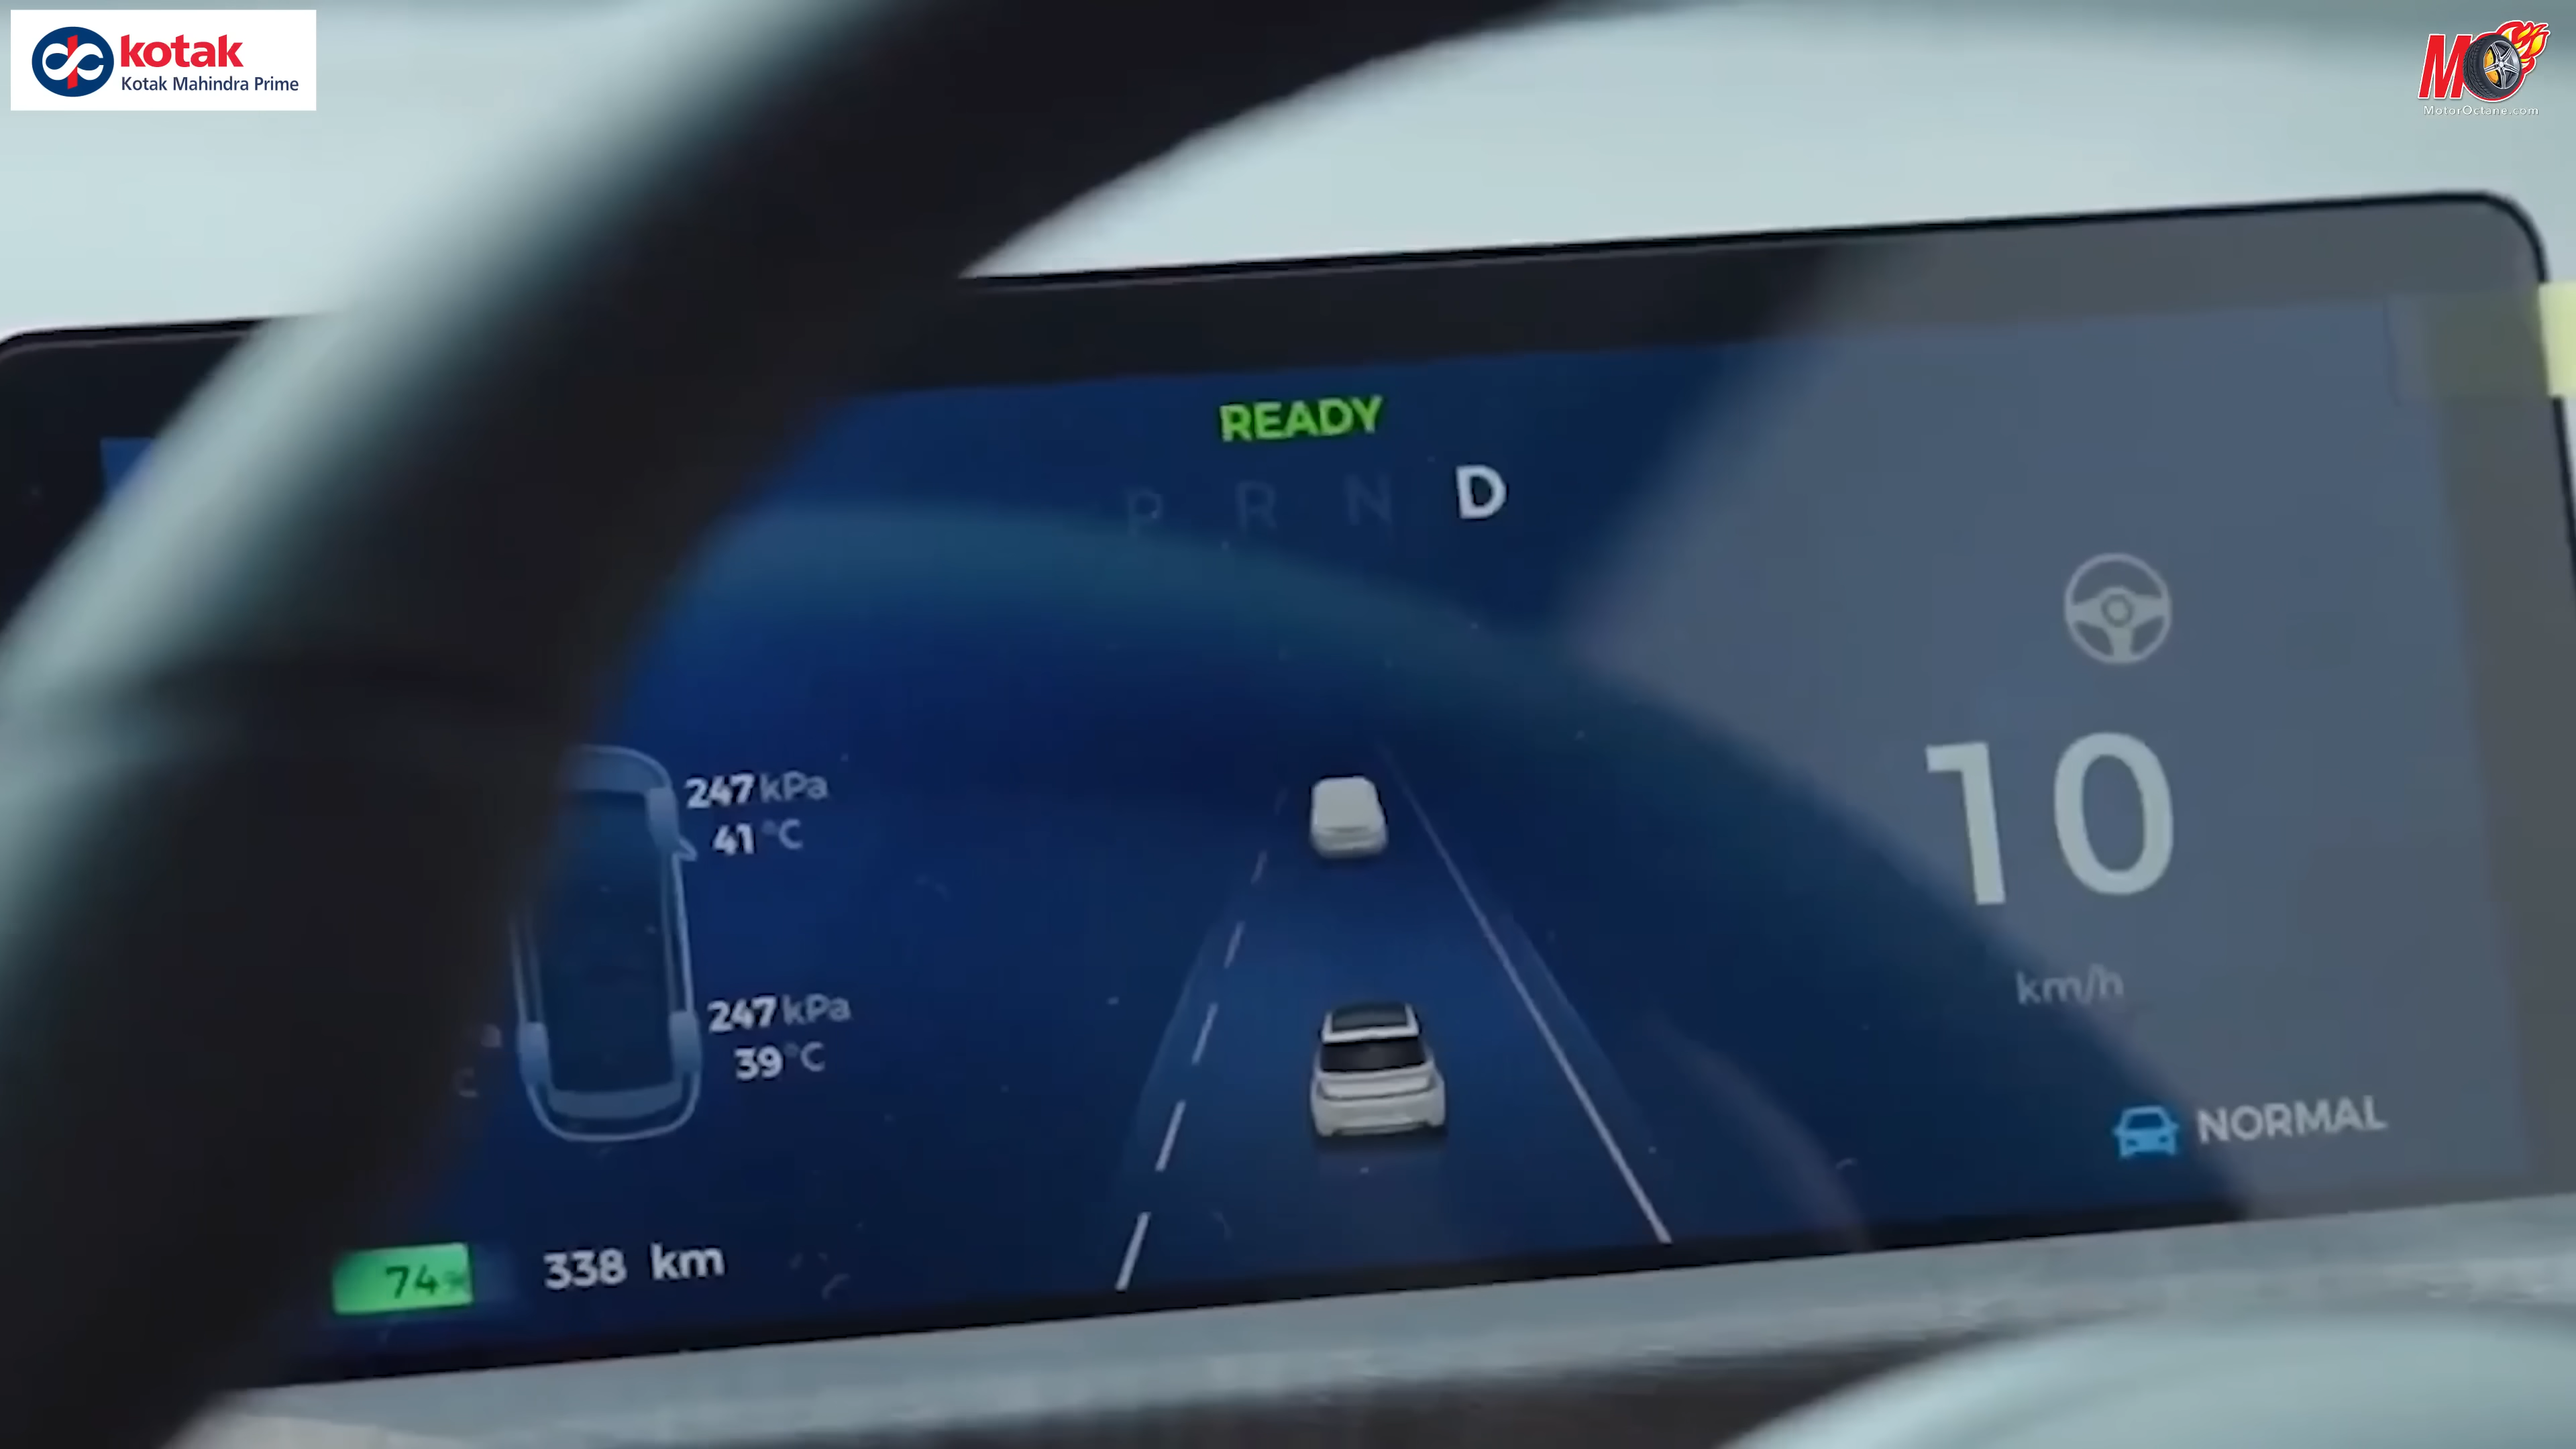 kotak
Kotak Mahindra Prime
MotorOctane.com
READY
P R N D
247 kPa
41 °C
10
km/h
247 kPa
39 °C
NORMAL
74%
338 km